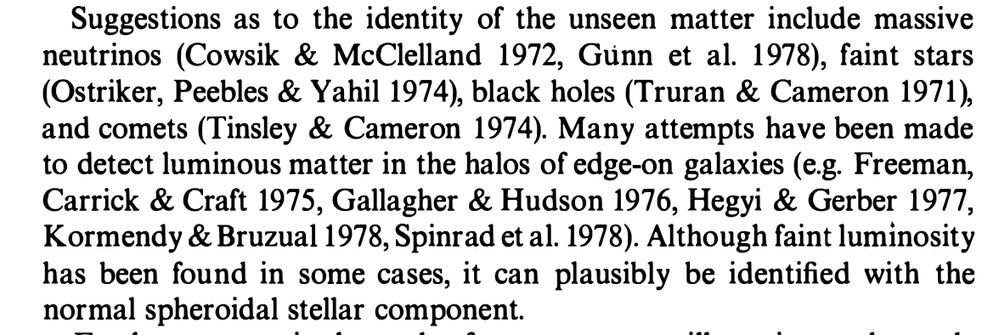 Suggestions as to the identity of the unseen matter include massive
neutrinos (Cowsik & McClelland 1972, Gunn et al. 1978), faint stars
(Ostriker, Peebles & Yahil 1974), black holes (Truran & Cameron 1971),
and comets (Tinsley & Cameron 1974). Many attempts have been made
to detect luminous matter in the halos of edge-on galaxies (e.g. Freeman,
Carrick & Craft 1975, Gallagher & Hudson 1976, Hegyi & Gerber 1977,
Kormendy & Bruzual 1978, Spinrad et al. 1978). Although faint luminosity
has been found in some cases, it can plausibly be identified with the
normal spheroidal stellar component.